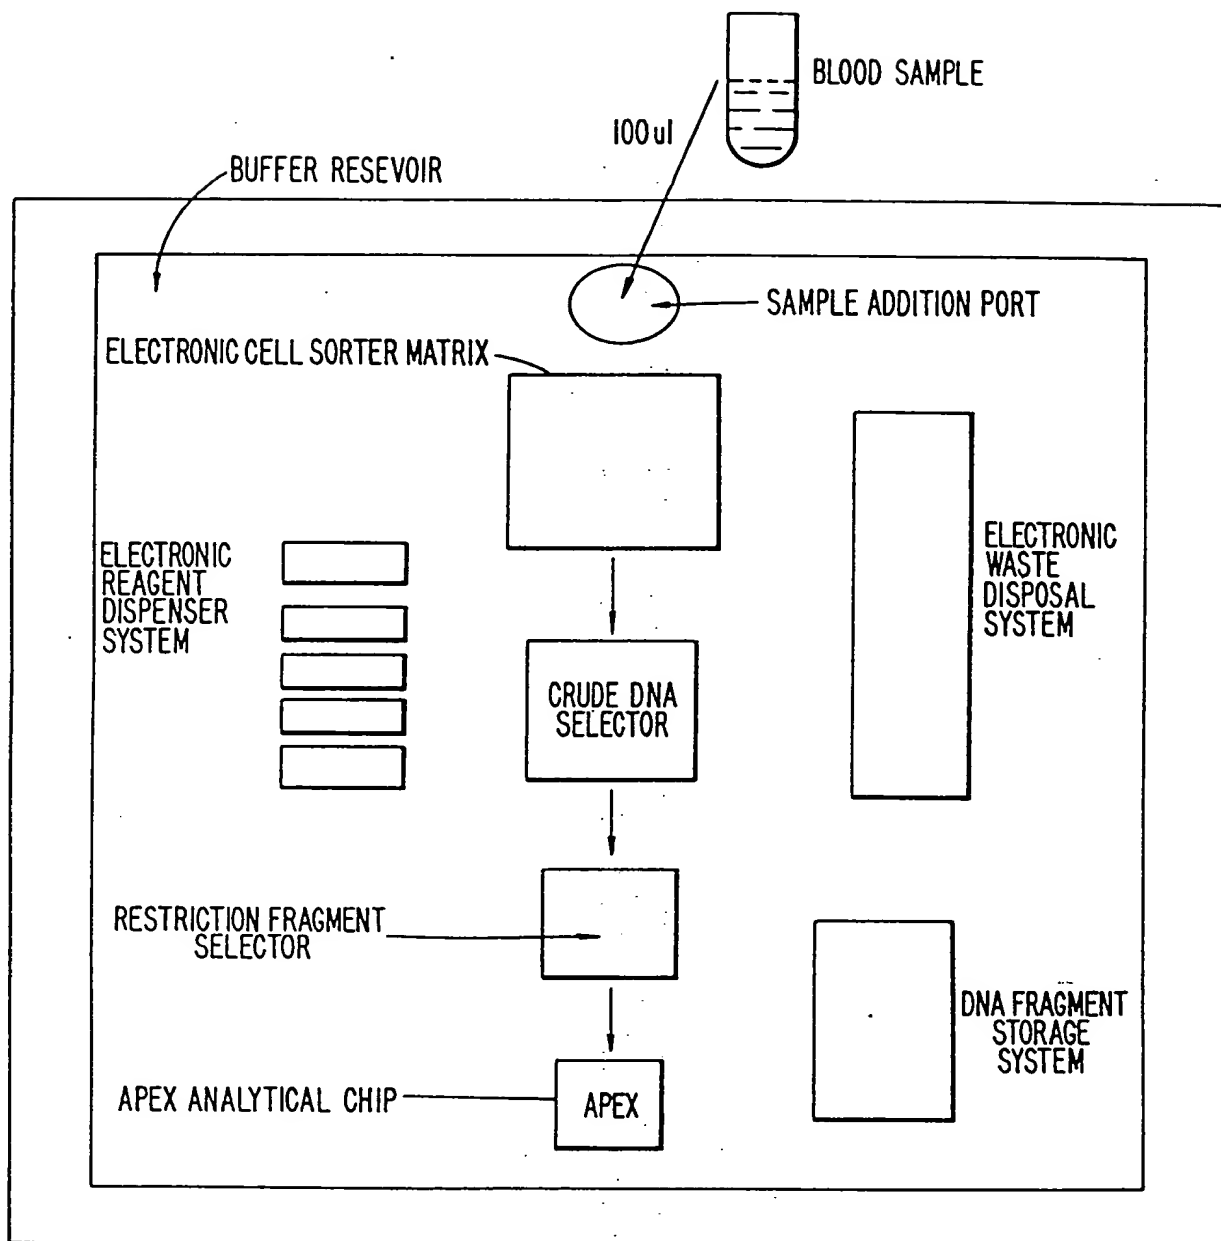 BLOOD SAMPLE
100ul
BUFFER RESEVOIR
SAMPLE ADDITION PORT
ELECTRONIC CELL SORTER MATRIX
ELECTRONIC
REAGENT
DISPENSER
SYSTEM
ELECTRONIC
WASTE
DISPOSAL
SYSTEM
CRUDE DNA
SELECTOR
RESTRICTION FRAGMENT
SELECTOR
DNA FRAGMENT
STORAGE
SYSTEM
APEX ANALYTICAL CHIP
APEX